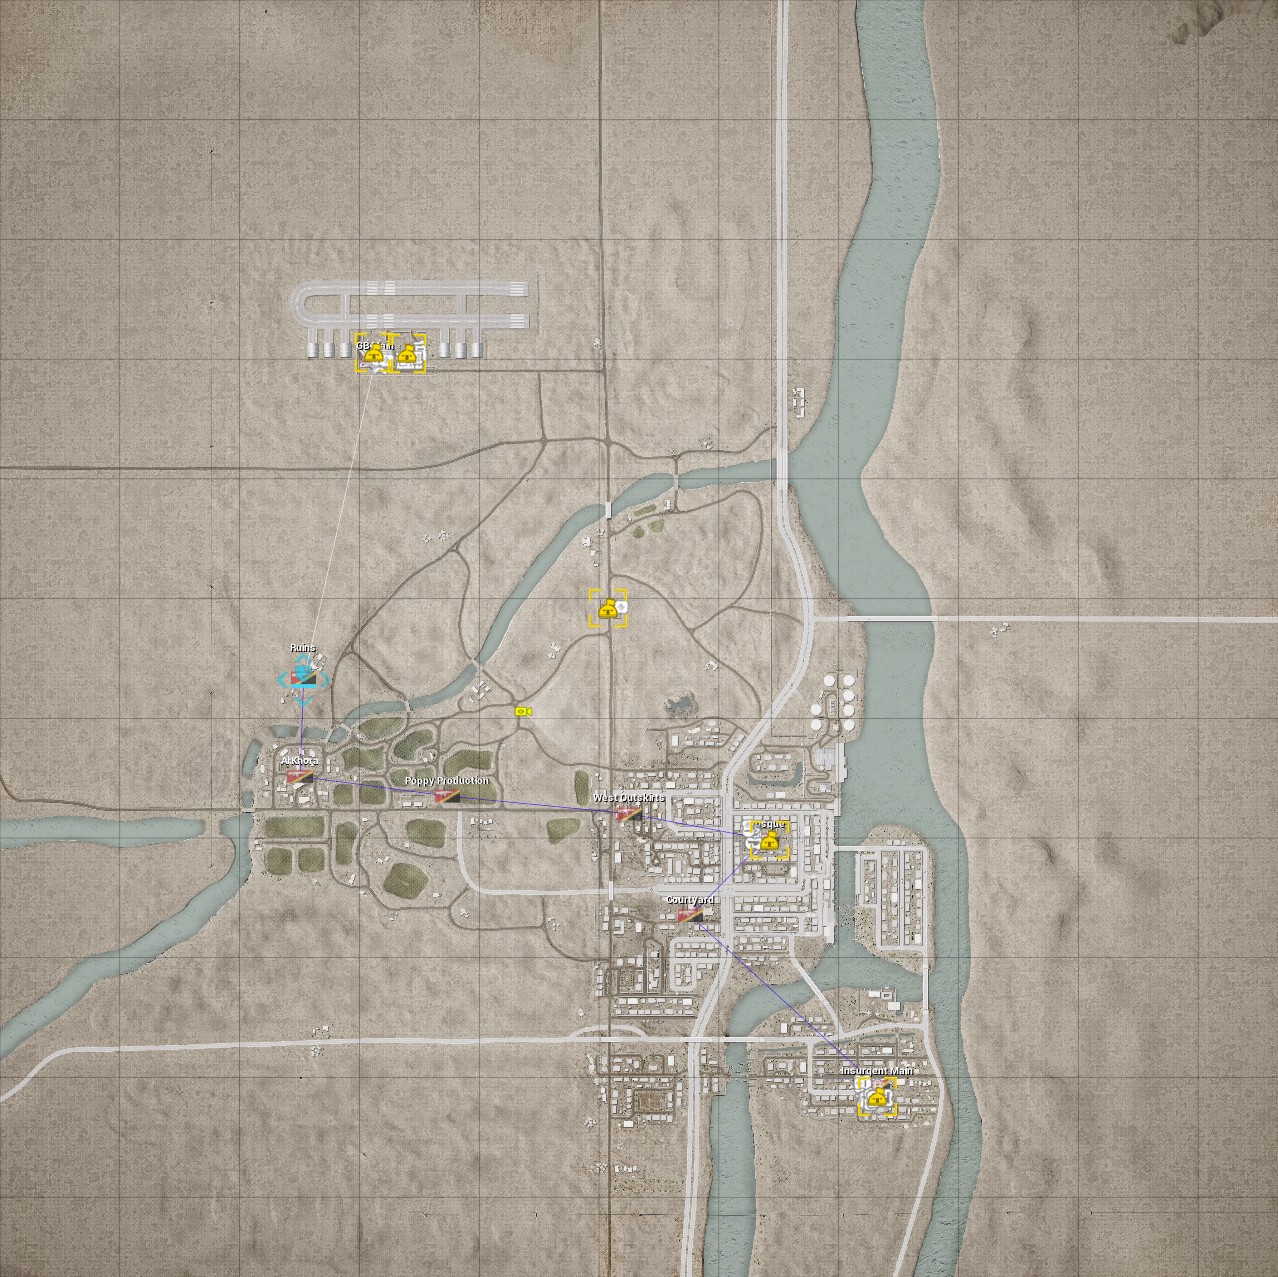 Ruins
Al Khora
Poppy Production
West Outskirts
Courtyard
Insurgent Main